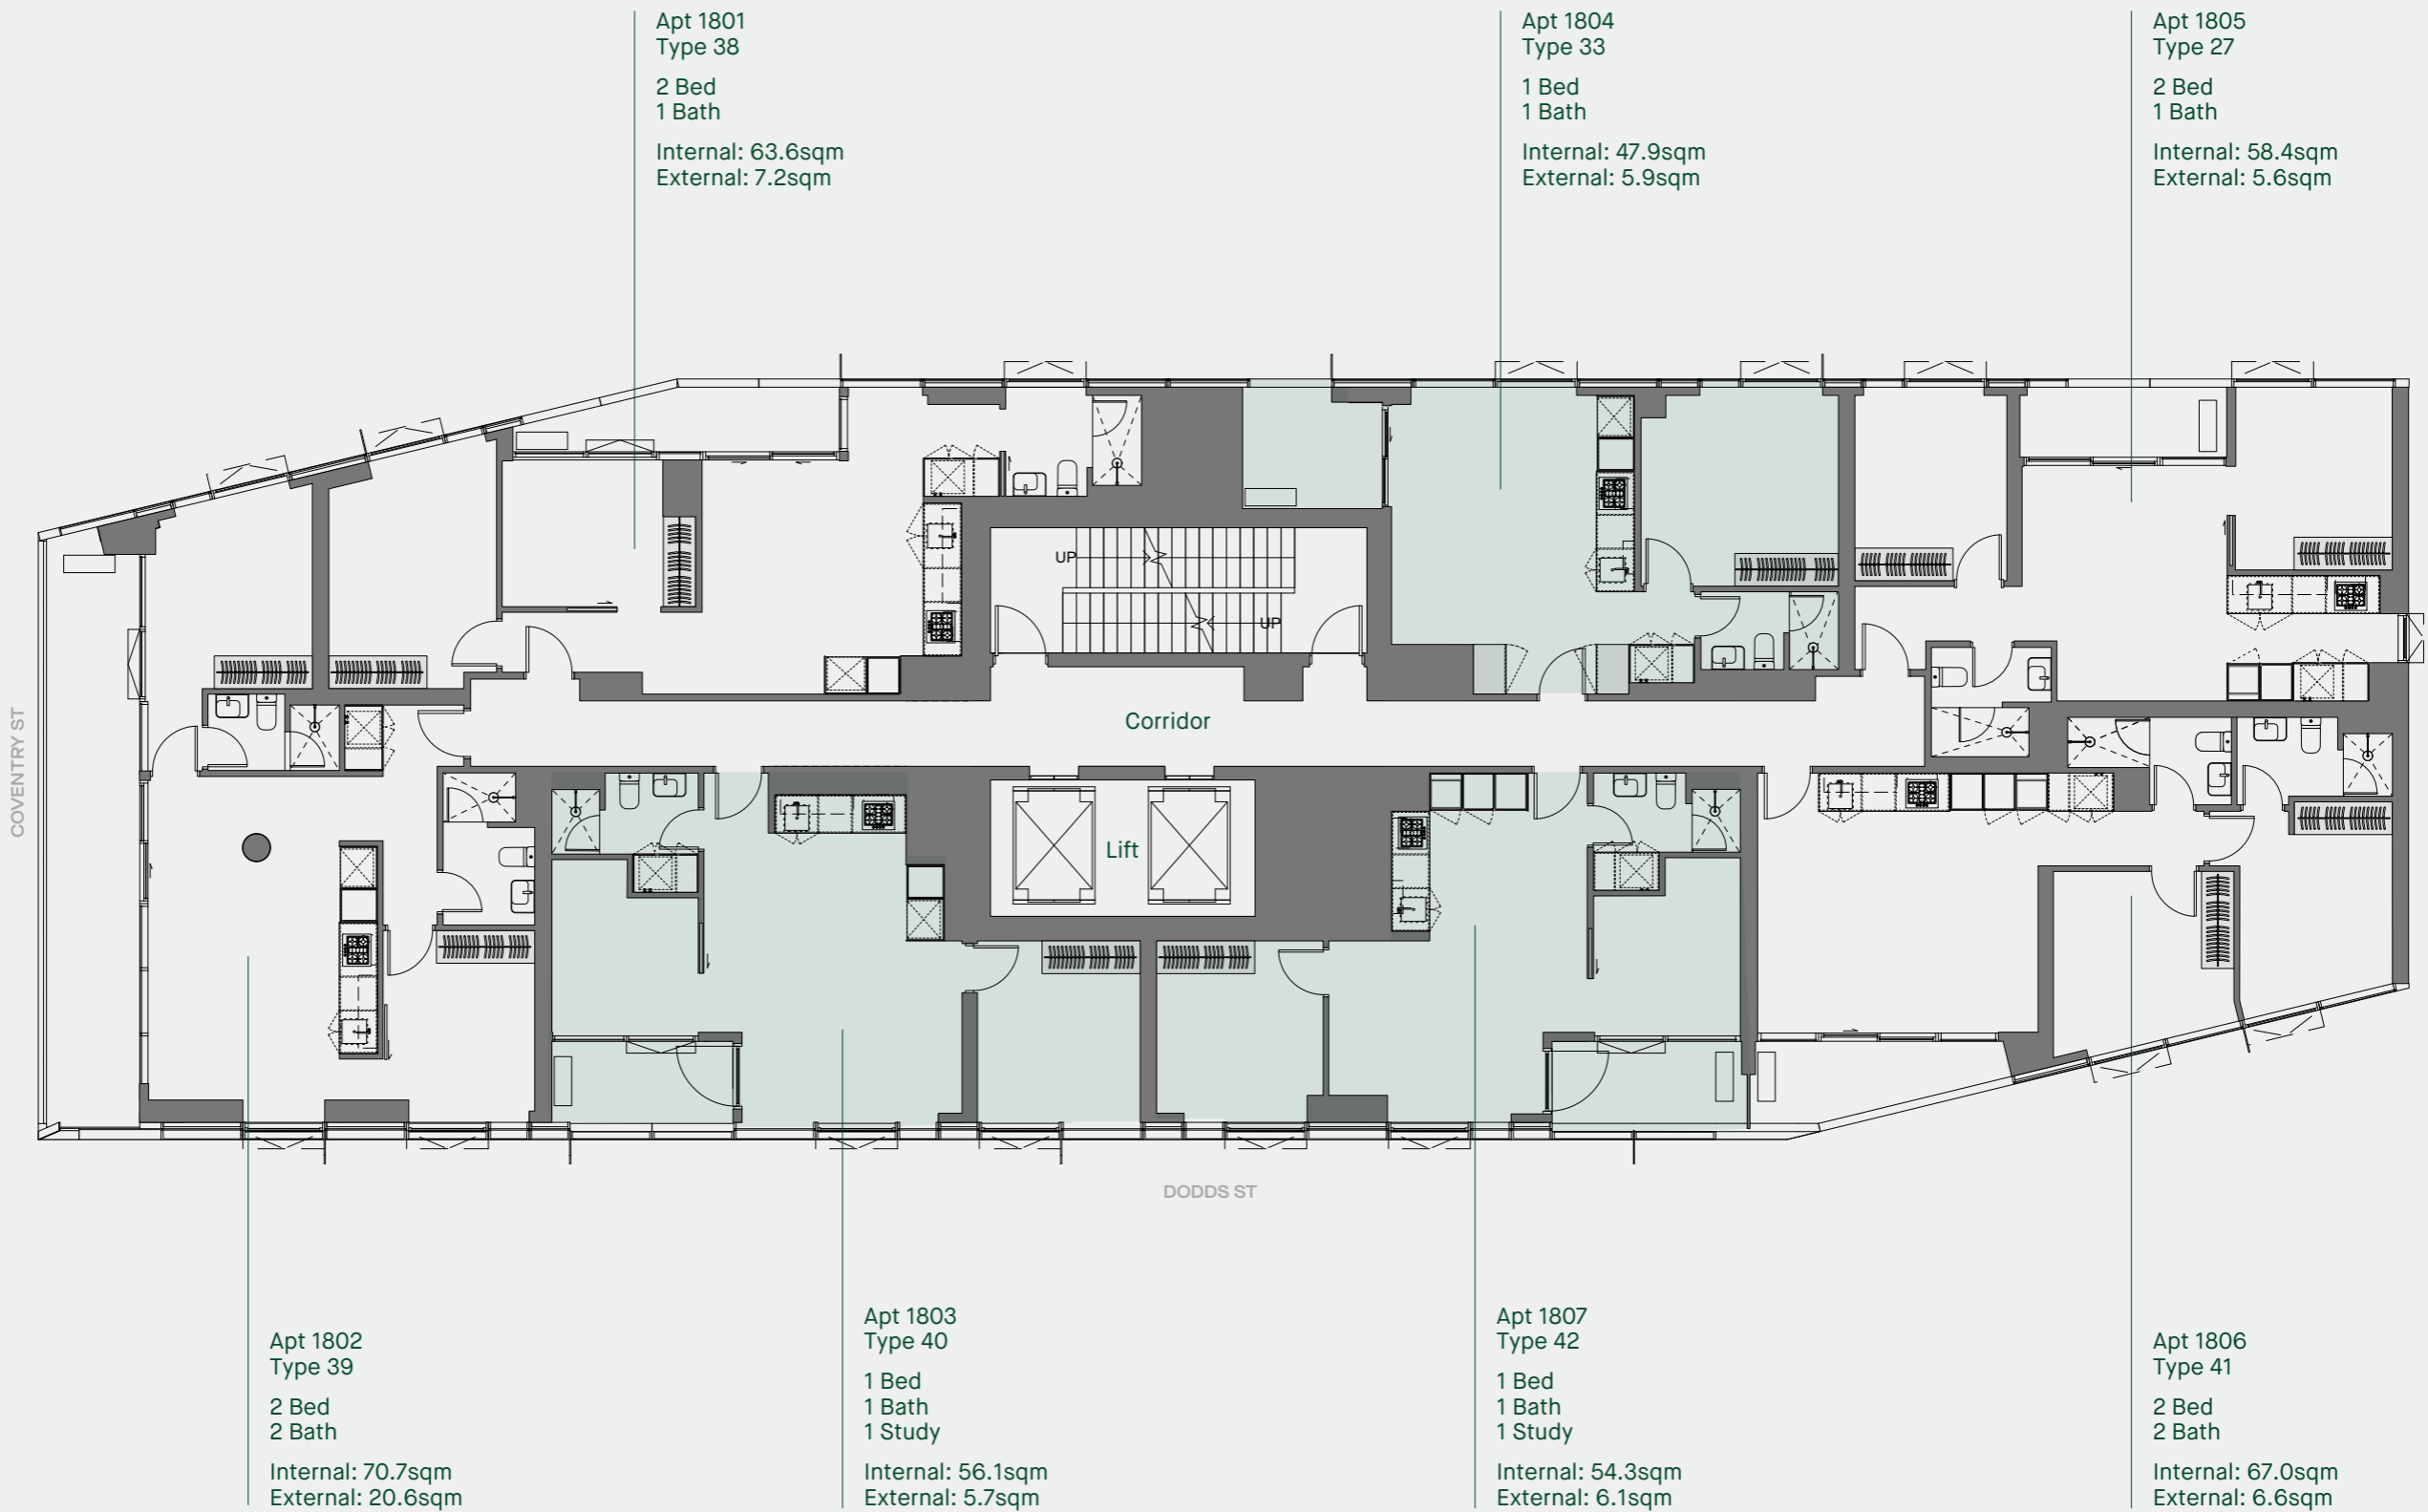 Apt 1801
Type 38
2 Bed
1 Bath
Internal: 63.6sqm
External: 7.2sqm
Apt 1804
Type 33
1 Bed
1 Bath
Internal: 47.9sqm
External: 5.9sqm
Apt 1805
Type 27
2 Bed
1 Bath
Internal: 58.4sqm
External: 5.6sqm
UP
UP
Corridor
COVENTRY ST
Lift
DODDS ST
Apt 1802
Type 39
2 Bed
2 Bath
Internal: 70.7sqm
External: 20.6sqm
Apt 1803
Type 40
1 Bed
1 Bath
1 Study
Internal: 56.1sqm
External: 5.7sqm
Apt 1807
Type 42
1 Bed
1 Bath
1 Study
Internal: 54.3sqm
External: 6.1sqm
Apt 1806
Type 41
2 Bed
2 Bath
Internal: 67.0sqm
External: 6.6sqm